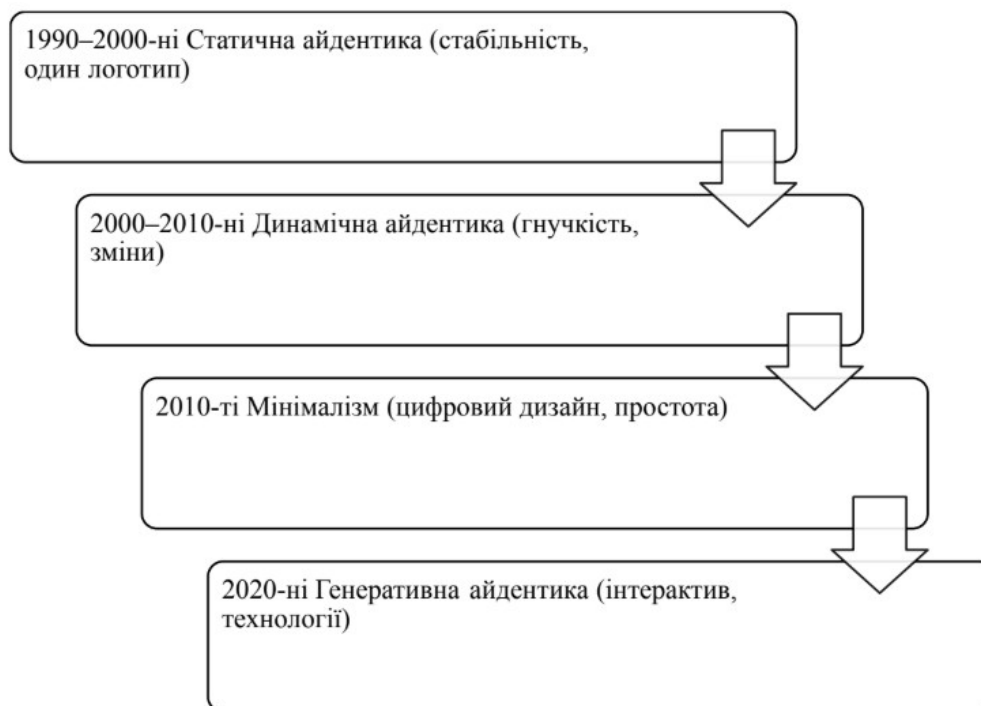 1990–2000-ні Статична айдентика (стабільність,
один логотип)
2000–2010-ні Динамічна айдентика (гнучкість,
зміни)
2010-ті Мінімалізм (цифровий дизайн, простота)
2020-ні Генеративна айдентика (інтерактив,
технології)